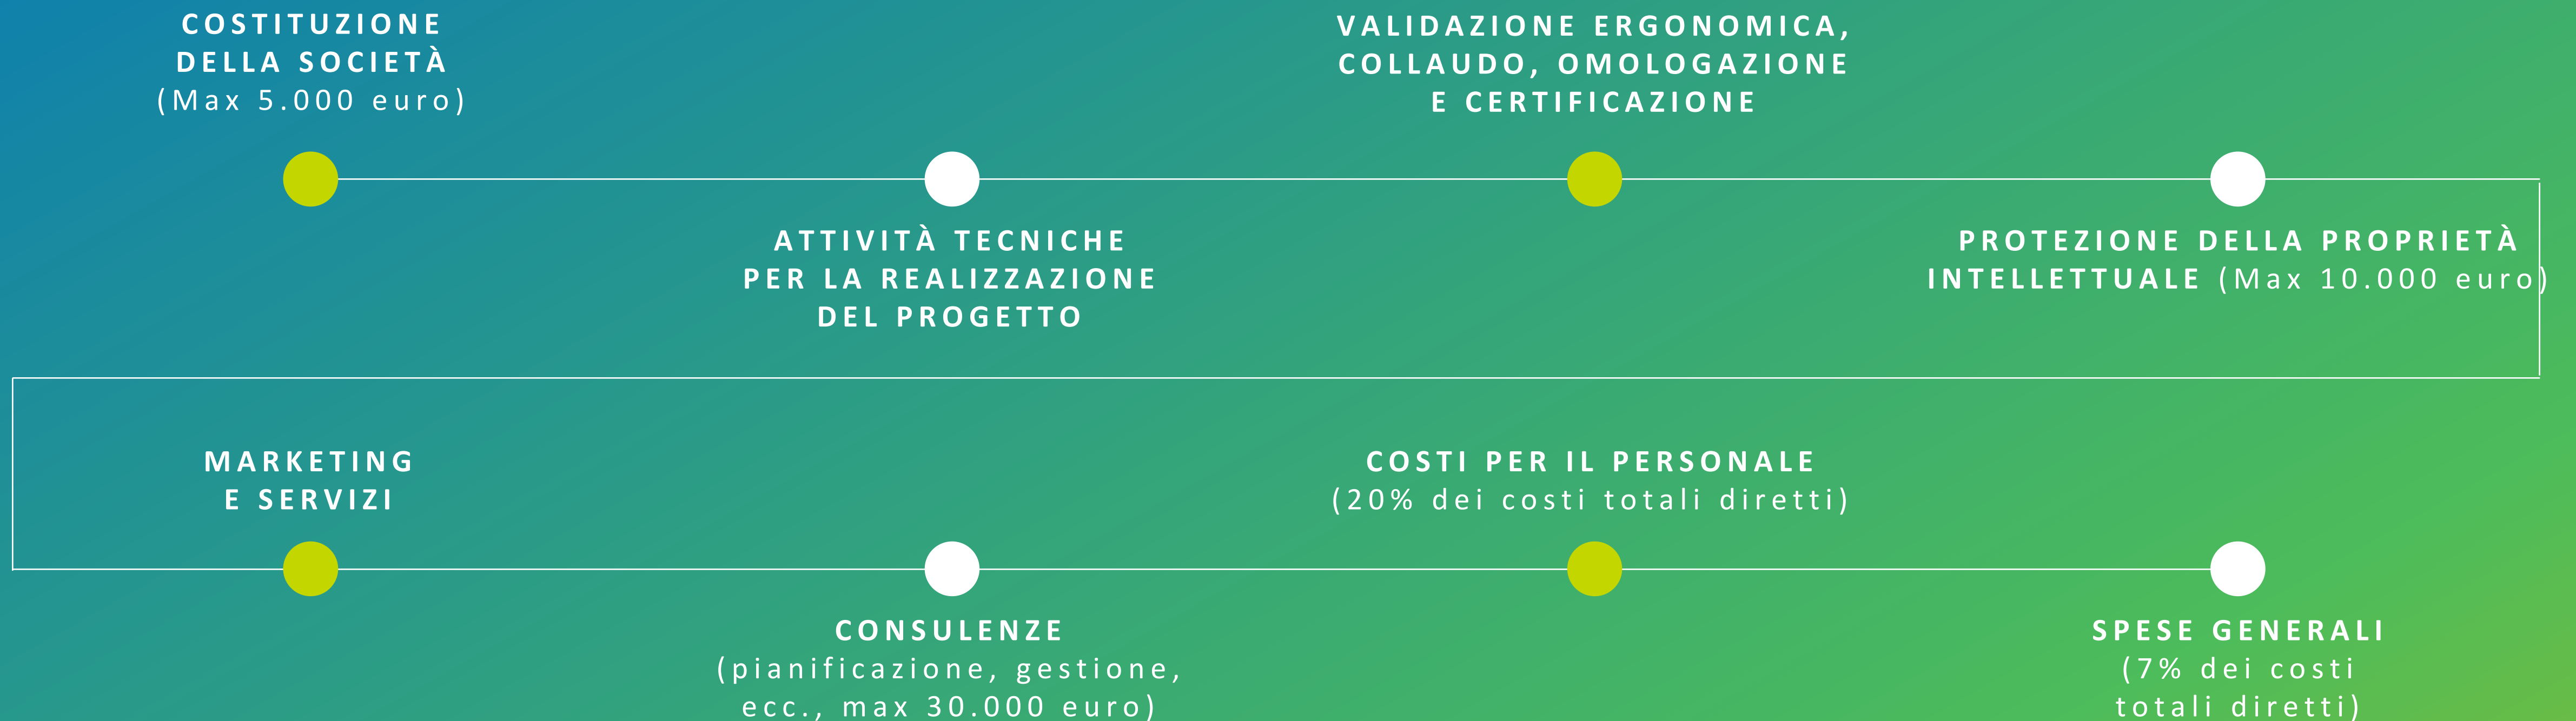 COSTITUZIONE
DELLA SOCIETÀ
(Max 5.000 euro)
ATTIVITÀ TECNICHE
PER LA REALIZZAZIONE
DEL PROGETTO
VALIDAZIONE ERGONOMICA,
COLLAUDO, OMOLOGAZIONE
E CERTIFICAZIONE
PROTEZIONE DELLA PROPRIETÀ
INTELLETTUALE (Max 10.000 euro)
MARKETING
E SERVIZI
CONSULENZE
(pianificazione, gestione,
ecc., max 30.000 euro)
COSTI PER IL PERSONALE
(20% dei costi totali diretti)
SPESE GENERALI
(7% dei costi
totali diretti)